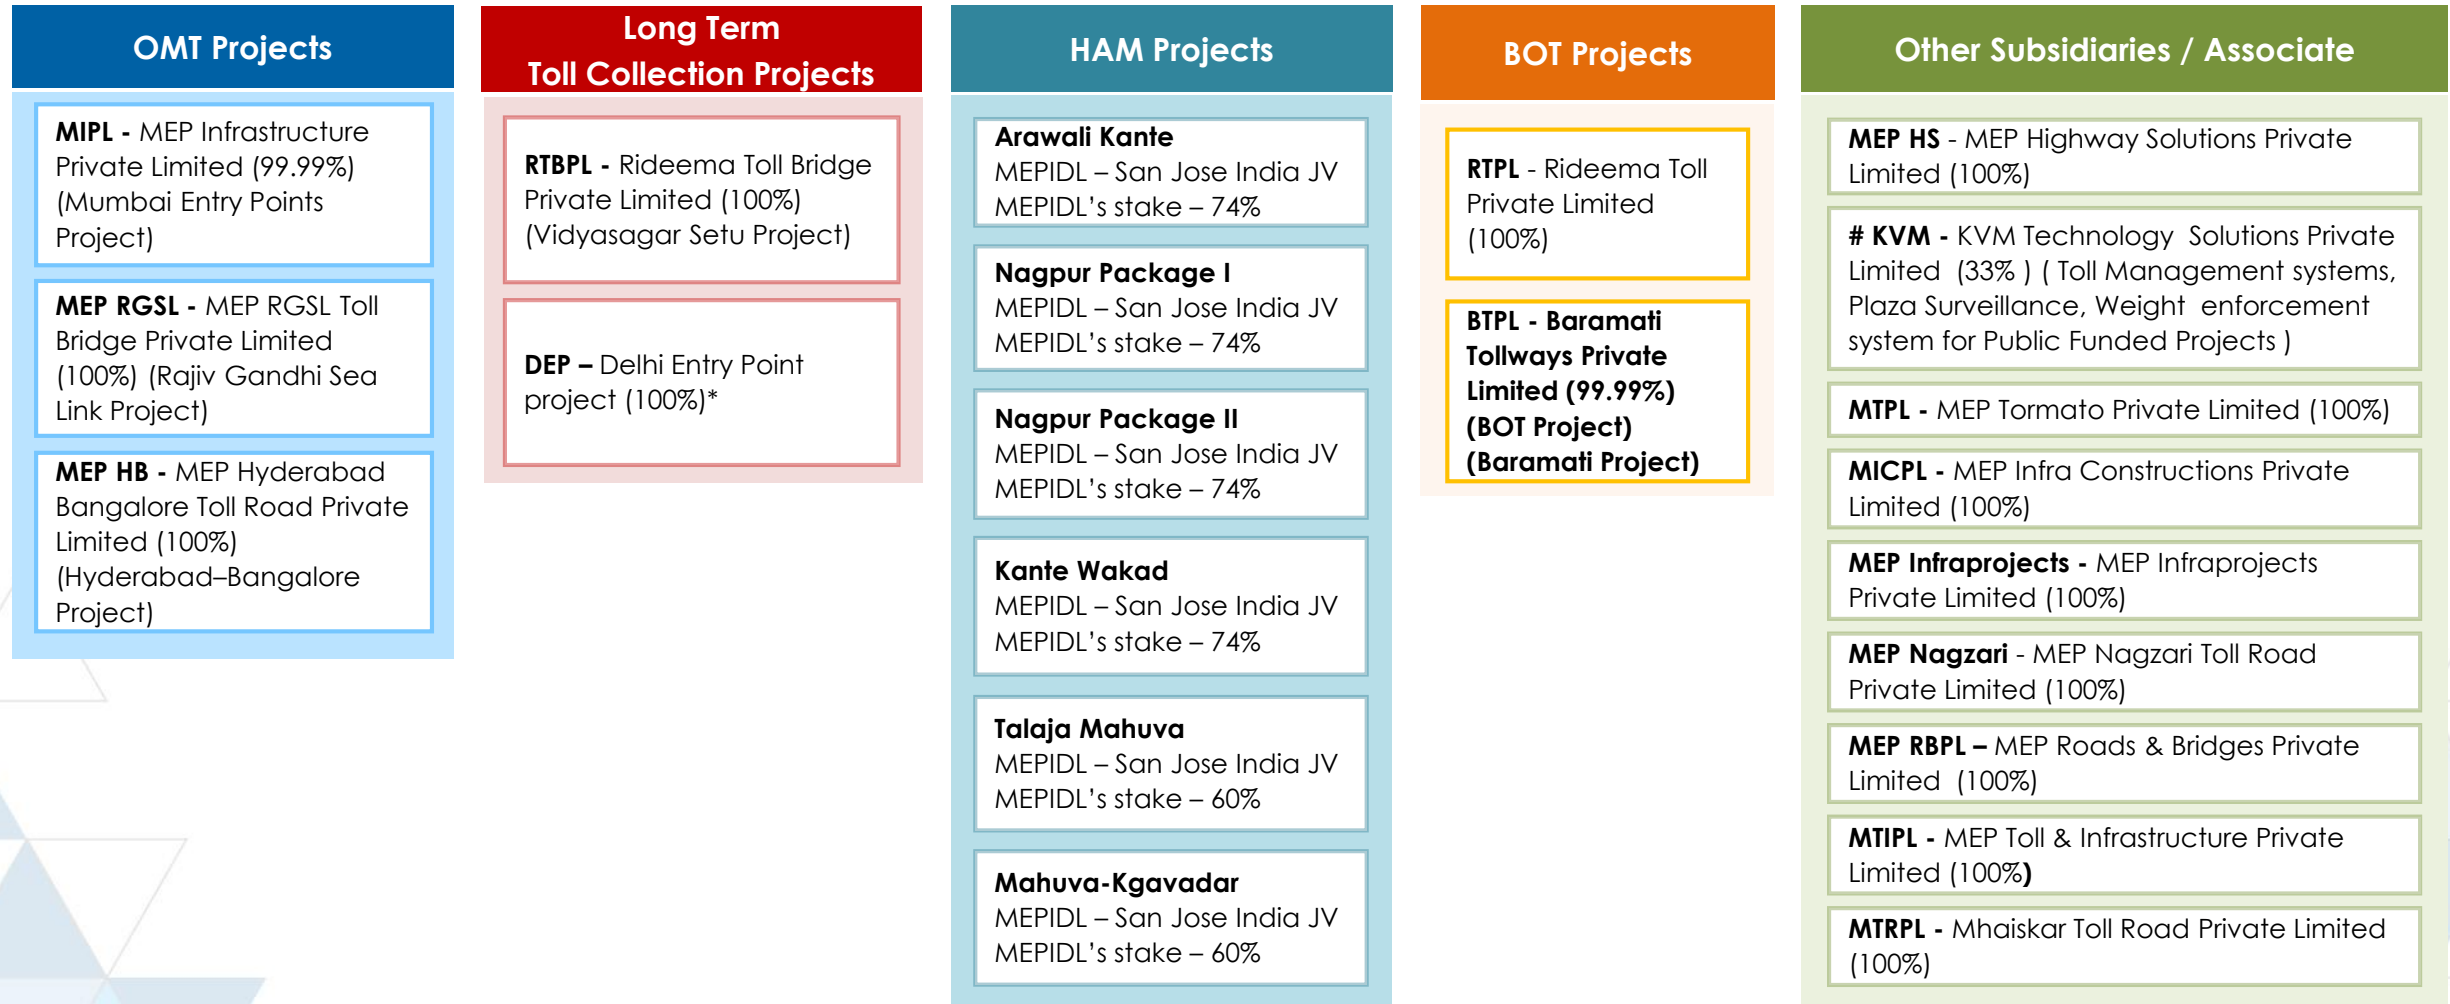 OMT Projects
MIPL - MEP Infrastructure
Private Limited (99.99%)
(Mumbai Entry Points
Project)
MEP RGSL - MEP RGSL Toll
Bridge Private Limited
(100%) (Rajiv Gandhi Sea
Link Project)
MEP HB - MEP Hyderabad
Bangalore Toll Road Private
Limited (100%)
(Hyderabad–Bangalore
Project)
Long Term
Toll Collection Projects
RTBPL - Rideema Toll Bridge
Private Limited (100%)
(Vidyasagar Setu Project)
DEP – Delhi Entry Point
project (100%)*
HAM Projects
Arawali Kante
MEPIDL – San Jose India JV
MEPIDL's stake – 74%
Nagpur Package I
MEPIDL – San Jose India JV
MEPIDL's stake – 74%
Nagpur Package II
MEPIDL – San Jose India JV
MEPIDL's stake – 74%
Kante Wakad
MEPIDL – San Jose India JV
MEPIDL's stake – 74%
Talaja Mahuva
MEPIDL – San Jose India JV
MEPIDL's stake – 60%
Mahuva-Kgavadar
MEPIDL – San Jose India JV
MEPIDL's stake – 60%
BOT Projects
RTPL - Rideema Toll
Private Limited
(100%)
BTPL - Baramati
Tollways Private
Limited (99.99%)
(BOT Project)
(Baramati Project)
Other Subsidiaries / Associate
MEP HS - MEP Highway Solutions Private
Limited (100%)
# KVM - KVM Technology Solutions Private
Limited (33% ) ( Toll Management systems,
Plaza Surveillance, Weight enforcement
system for Public Funded Projects )
MTPL - MEP Tormato Private Limited (100%)
MICPL - MEP Infra Constructions Private
Limited (100%)
MEP Infraprojects - MEP Infraprojects
Private Limited (100%)
MEP Nagzari - MEP Nagzari Toll Road
Private Limited (100%)
MEP RBPL – MEP Roads & Bridges Private
Limited (100%)
MTIPL - MEP Toll & Infrastructure Private
Limited (100%)
MTRPL - Mhaiskar Toll Road Private Limited
(100%)